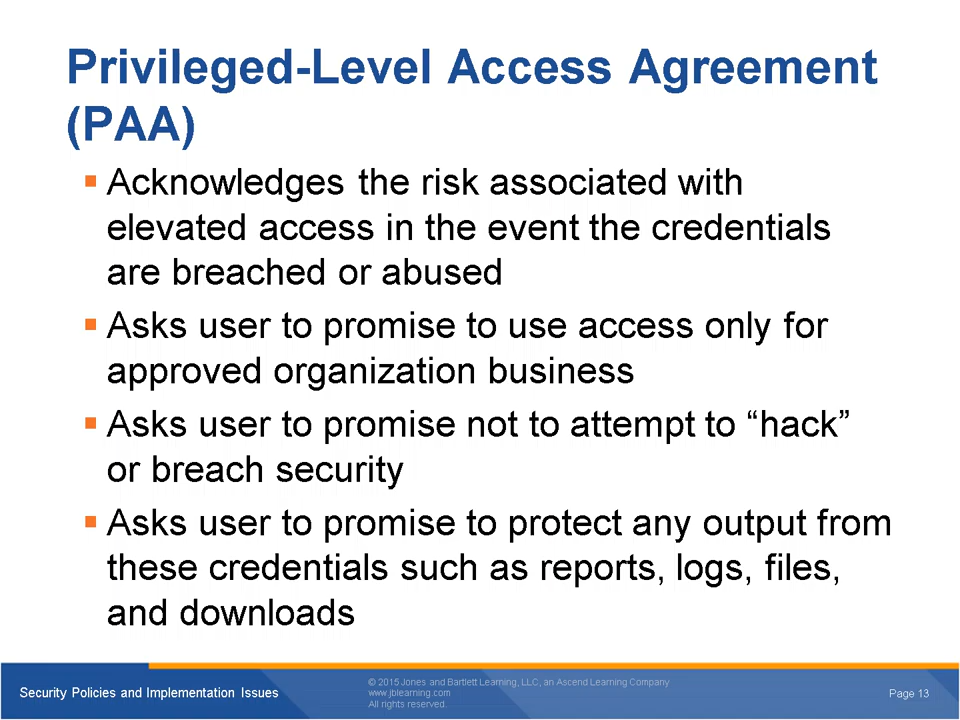 Privileged-Level Access Agreement
(PAA)
▪ Acknowledges the risk associated with
elevated access in the event the credentials
are breached or abused
▪ Asks user to promise to use access only for
approved organization business
▪ Asks user to promise not to attempt to “hack”
or breach security
▪ Asks user to promise to protect any output from
these credentials such as reports, logs, files,
and downloads
Security Policies and Implementation Issues
© 2015 Jones and Bartlett Learning, LLC, an Ascend Learning Company
www.jblearning.com
All rights reserved.
Page 13